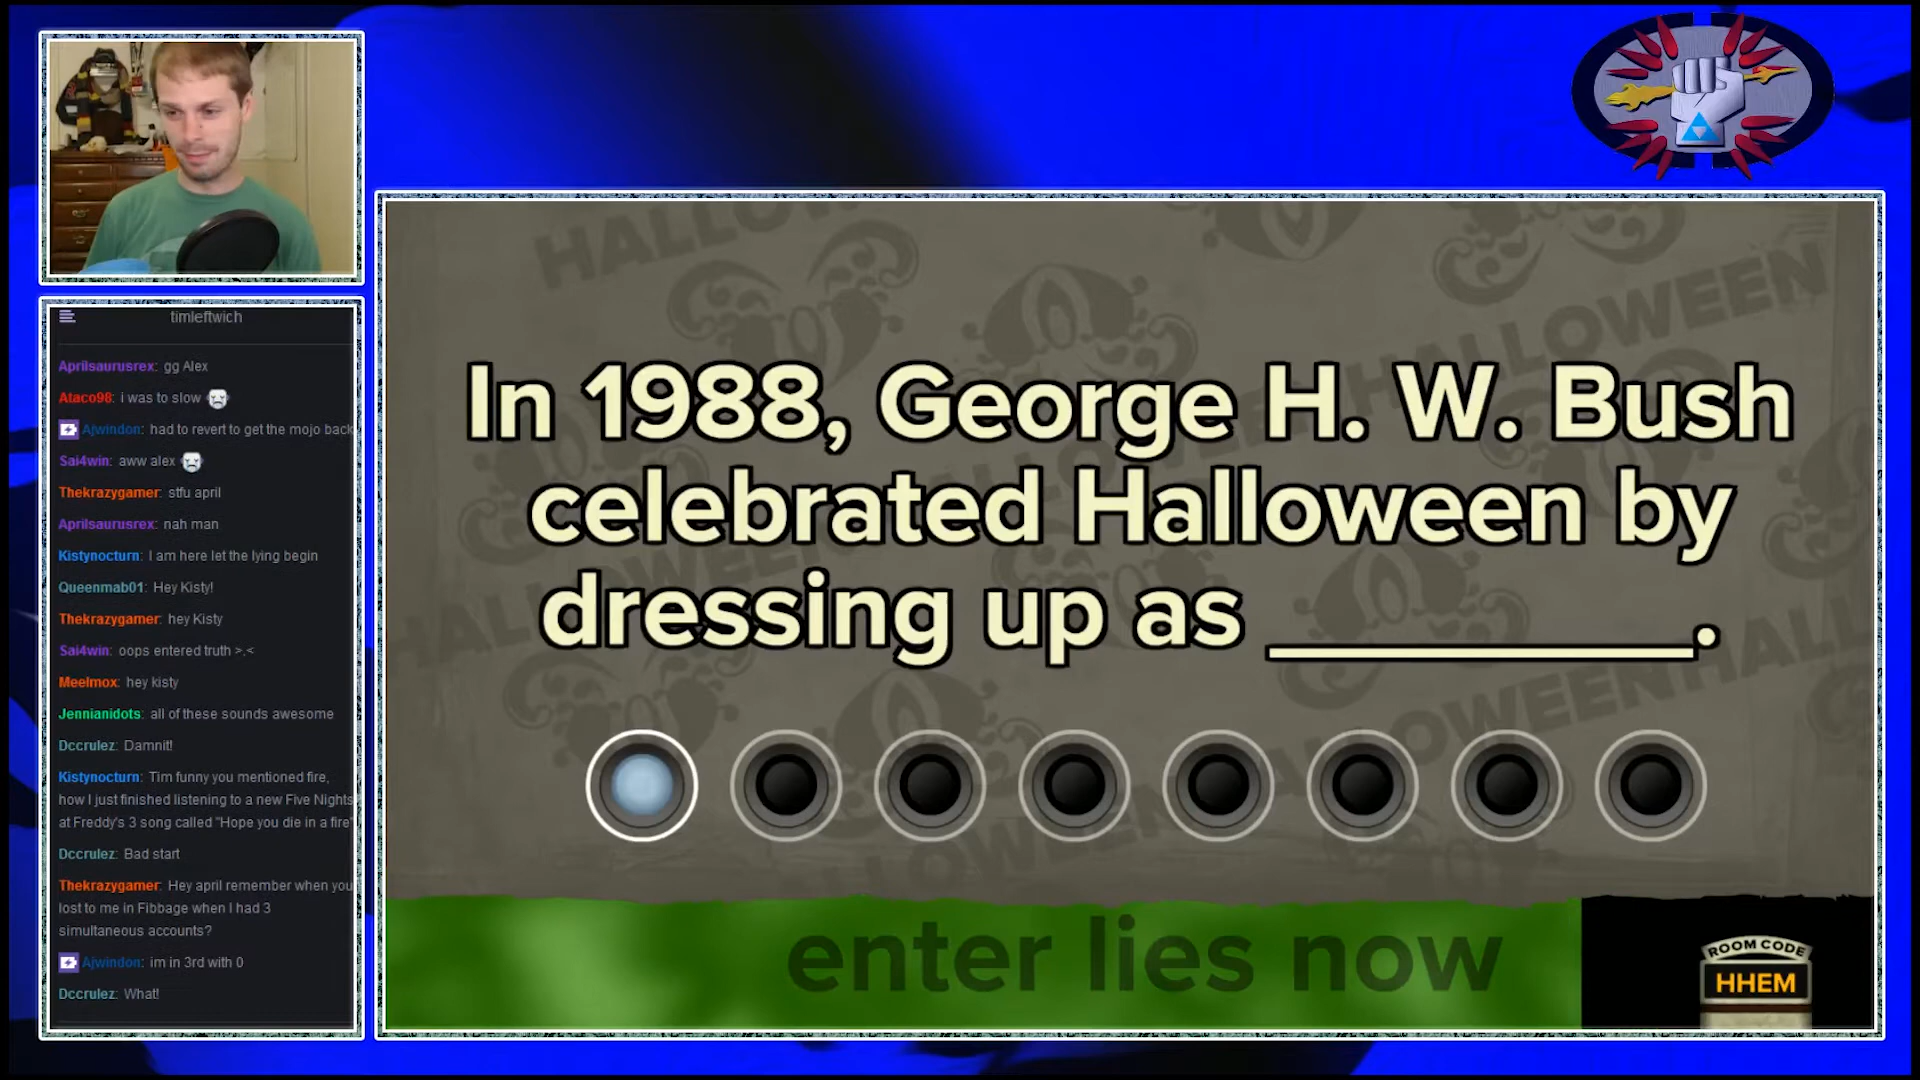 timleftwich
Aprilsaurusrex: gg Alex
Ataco98: i was to slow
Ajwindon: had to revert to get the mojo back
Sai4win: aww alex
Thekrazygamer: stfu april
Aprilsaurusrex: nah man
Kistynocturn: I am here let the lying begin
Queenmab01: Hey Kisty!
Thekrazygamer: hey Kisty
Sai4win: oops entered truth >.<
Meelmox: hey kisty
Jennianidots: all of these sounds awesome
Dccrulez: Damnit!
Kistynocturn: Tim funny you mentioned fire,
how I just finished listening to a new Five Nights
at Freddy's 3 song called "Hope you die in a fire"
Dccrulez: Bad start
Thekrazygamer: Hey april remember when you
lost to me in Fibbage when I had 3
simultaneous accounts?
Ajwindon: im in 3rd with 0
Dccrulez: What!
In 1988, George H. W. Bush
celebrated Halloween by
dressing up as ________.
enter lies now
ROOM CODE
HHEM
HALLOWEEN